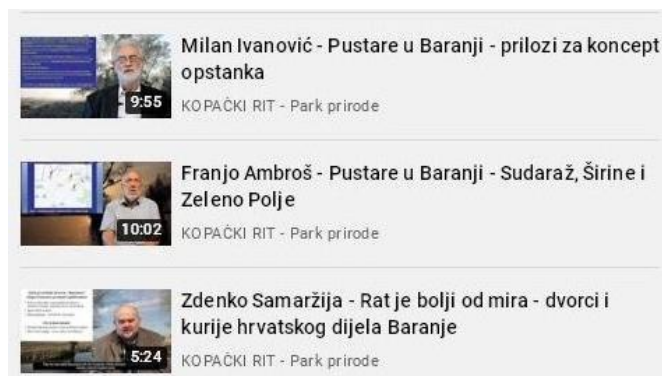 Milan Ivanović - Pustare u Baranji - prilozi za koncept
opstanka
9:55
KOPAČKI RIT - Park prirode
Franjo Ambroš - Pustare u Baranji - Sudaraž, Širine i
Zeleno Polje
10:02
KOPAČKI RIT - Park prirode
Zdenko Samaržija - Rat je bolji od mira - dvorci i
kurije hrvatskog dijela Baranje
5:24
KOPAČKI RIT - Park prirode